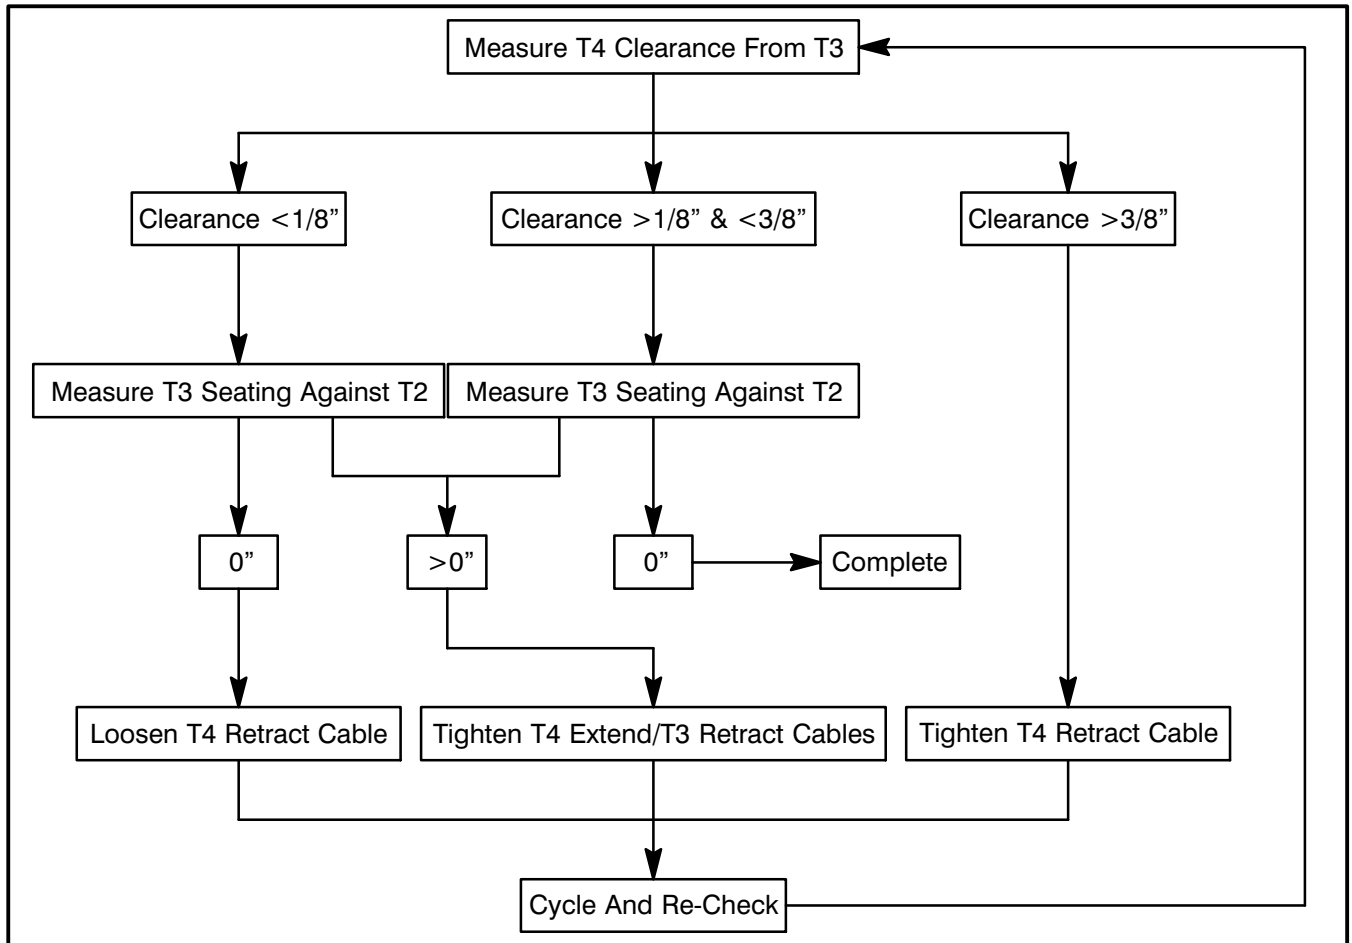 Measure T4 Clearance From T3
Clearance <1/8”
Clearance >1/8” & <3/8”
Clearance >3/8”
Measure T3 Seating Against T2
Measure T3 Seating Against T2
0”
>0”
0”
Complete
Loosen T4 Retract Cable
Tighten T4 Extend/T3 Retract Cables
Tighten T4 Retract Cable
Cycle And Re-Check